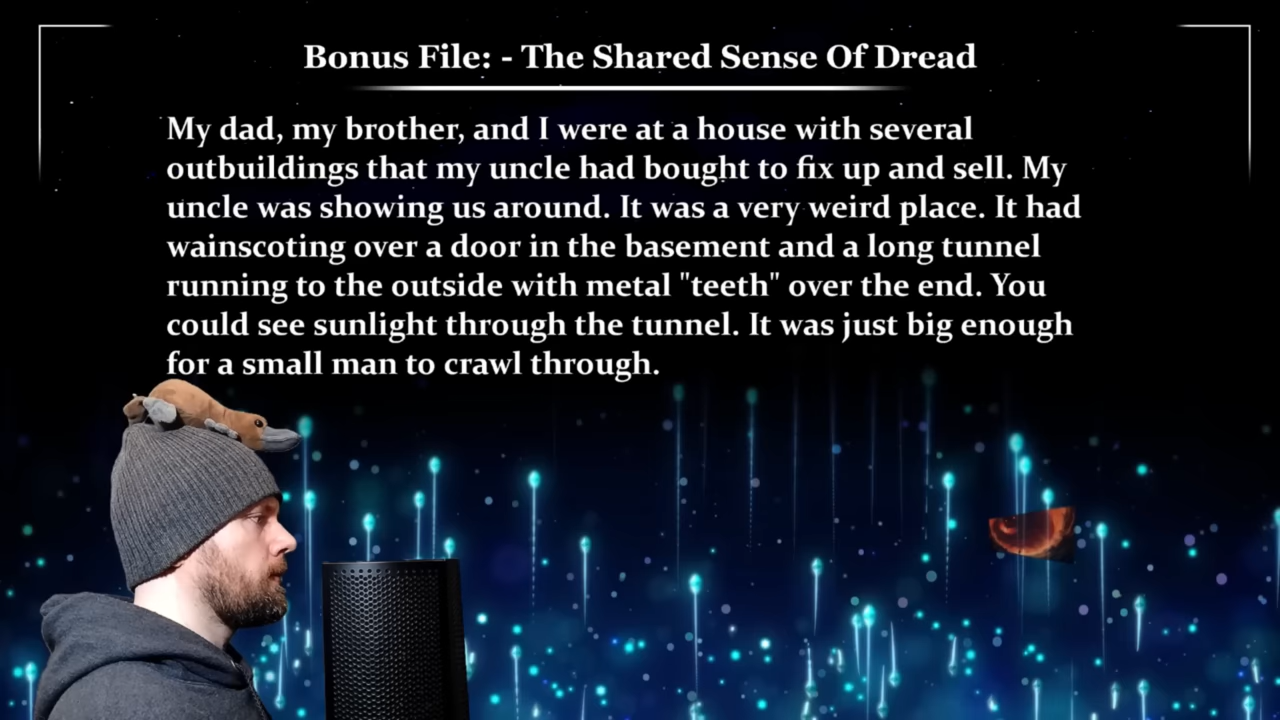 Bonus File: - The Shared Sense Of Dread
My dad, my brother, and I were at a house with several
outbuildings that my uncle had bought to fix up and sell. My
uncle was showing us around. It was a very weird place. It had
wainscoting over a door in the basement and a long tunnel
running to the outside with metal "teeth" over the end. You
could see sunlight through the tunnel. It was just big enough
for a small man to crawl through.